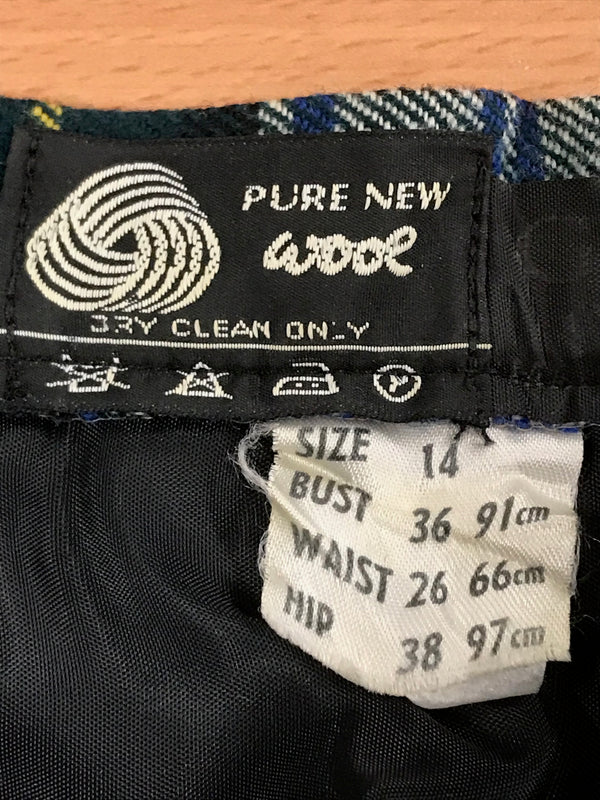 PURE NEW
wool
DRY CLEAN ONLY
P
SIZE 14
BUST 36 91cm
WAIST 26 66cm
HIP 38 97cm